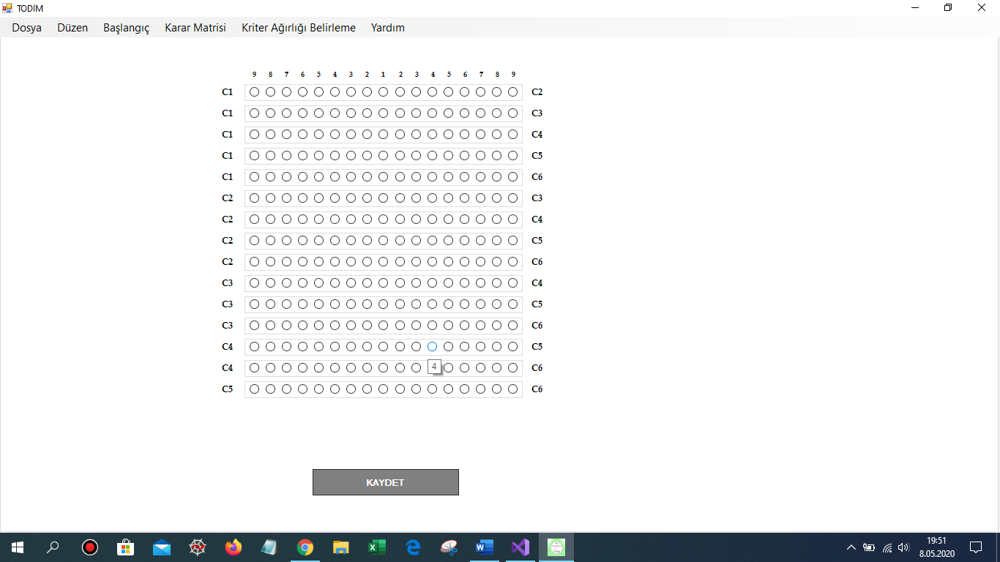 TODİM
Dosya Düzen Başlangıç Karar Matrisi Kriter Ağırlığı Belirleme Yardım
9 8 7 6 5 4 3 2 1 2 3 4 5 6 7 8 9
C1 C2
C1 C3
C1 C4
C1 C5
C1 C6
C2 C3
C2 C4
C2 C5
C2 C6
C3 C4
C3 C5
C3 C6
C4 C5
C4 4 C6
C5 C6
KAYDET
19:51
8.05.2020